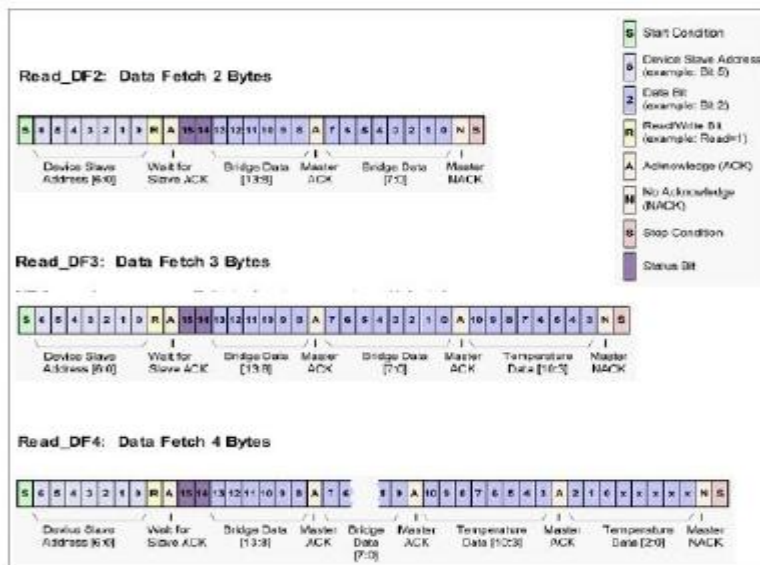 S Start Condition
6 Device Slave Address
(example: Bit 5)
2 Data Bit
(example: Bit 2)
R Read/Write Bit
(example: Read=1)
A Acknowledge (ACK)
N No Acknowledge
(NACK)
S Stop Condition
Status Bit
Read_DF2: Data Fetch 2 Bytes
S 6 5 4 3 2 1 0 R A 15 14 13 12 11 10 9 8 A 7 6 5 4 3 2 1 0 N S
Device Slave Wait for Bridge Data Master Bridge Data Master
Address [6:0] Slave ACK [13:8] ACK [7:0] NACK
Read_DF3: Data Fetch 3 Bytes
S 6 5 4 3 2 1 0 R A 15 14 13 12 11 10 9 8 A 7 6 5 4 3 2 1 0 A 10 9 8 7 6 5 4 3 N S
Device Slave Wait for Bridge Data Master Bridge Data Master Temperature Master
Address [6:0] Slave ACK [13:8] ACK [7:0] ACK Data [10:3] NACK
Read_DF4: Data Fetch 4 Bytes
S 6 5 4 3 2 1 0 R A 15 14 13 12 11 10 9 8 A 7 6 A 10 9 8 7 6 5 4 3 A 2 1 0 x x x x x N S
Device Slave Wait for Bridge Data Master Bridge Master Temperature Master Temperature Master
Address [6:0] Slave ACK [13:8] ACK Data ACK Data [10:3] ACK Data [2:0] NACK
[7:0]